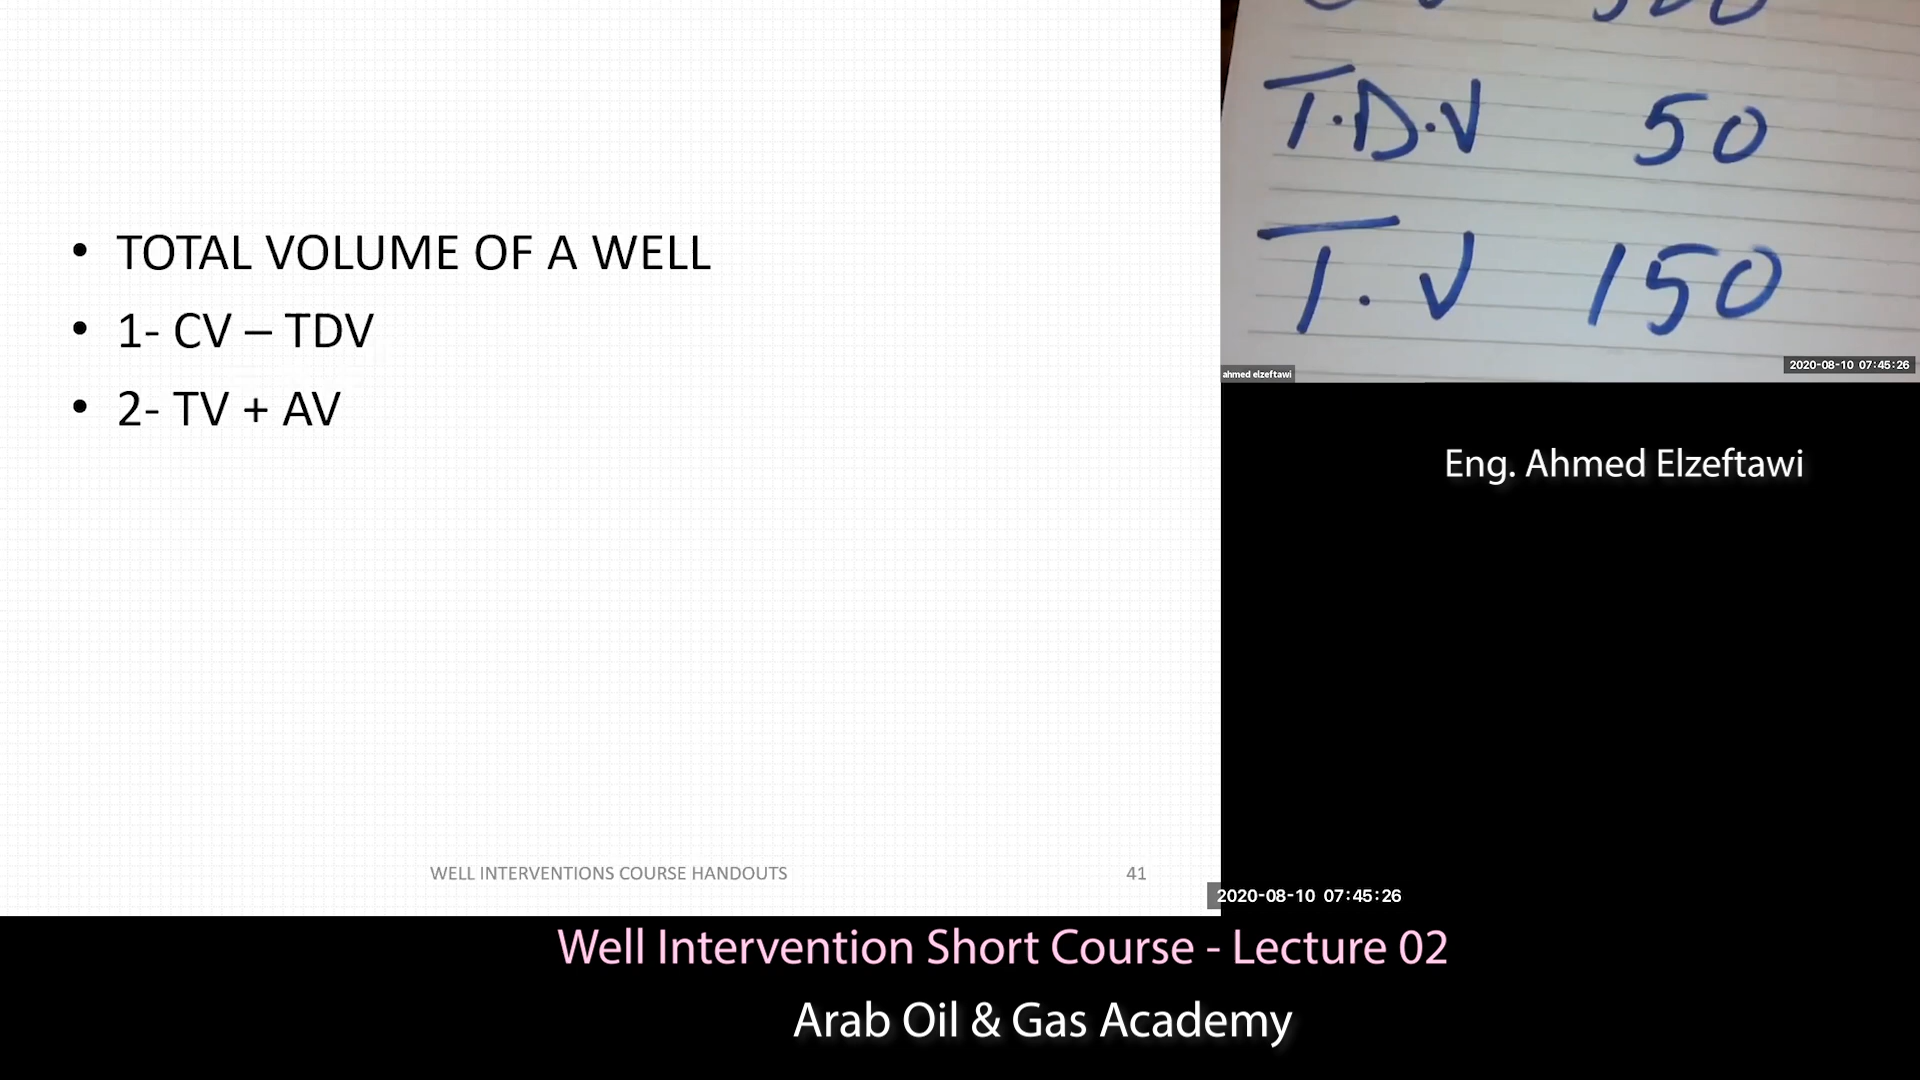 • TOTAL VOLUME OF A WELL
• 1- CV – TDV
• 2- TV + AV
WELL INTERVENTIONS COURSE HANDOUTS 41
T.D.V 50
T.V 150
ahmed elzeftawi
2020-08-10 07:45:26
Eng. Ahmed Elzeftawi
2020-08-10 07:45:26
Well Intervention Short Course - Lecture 02
Arab Oil & Gas Academy